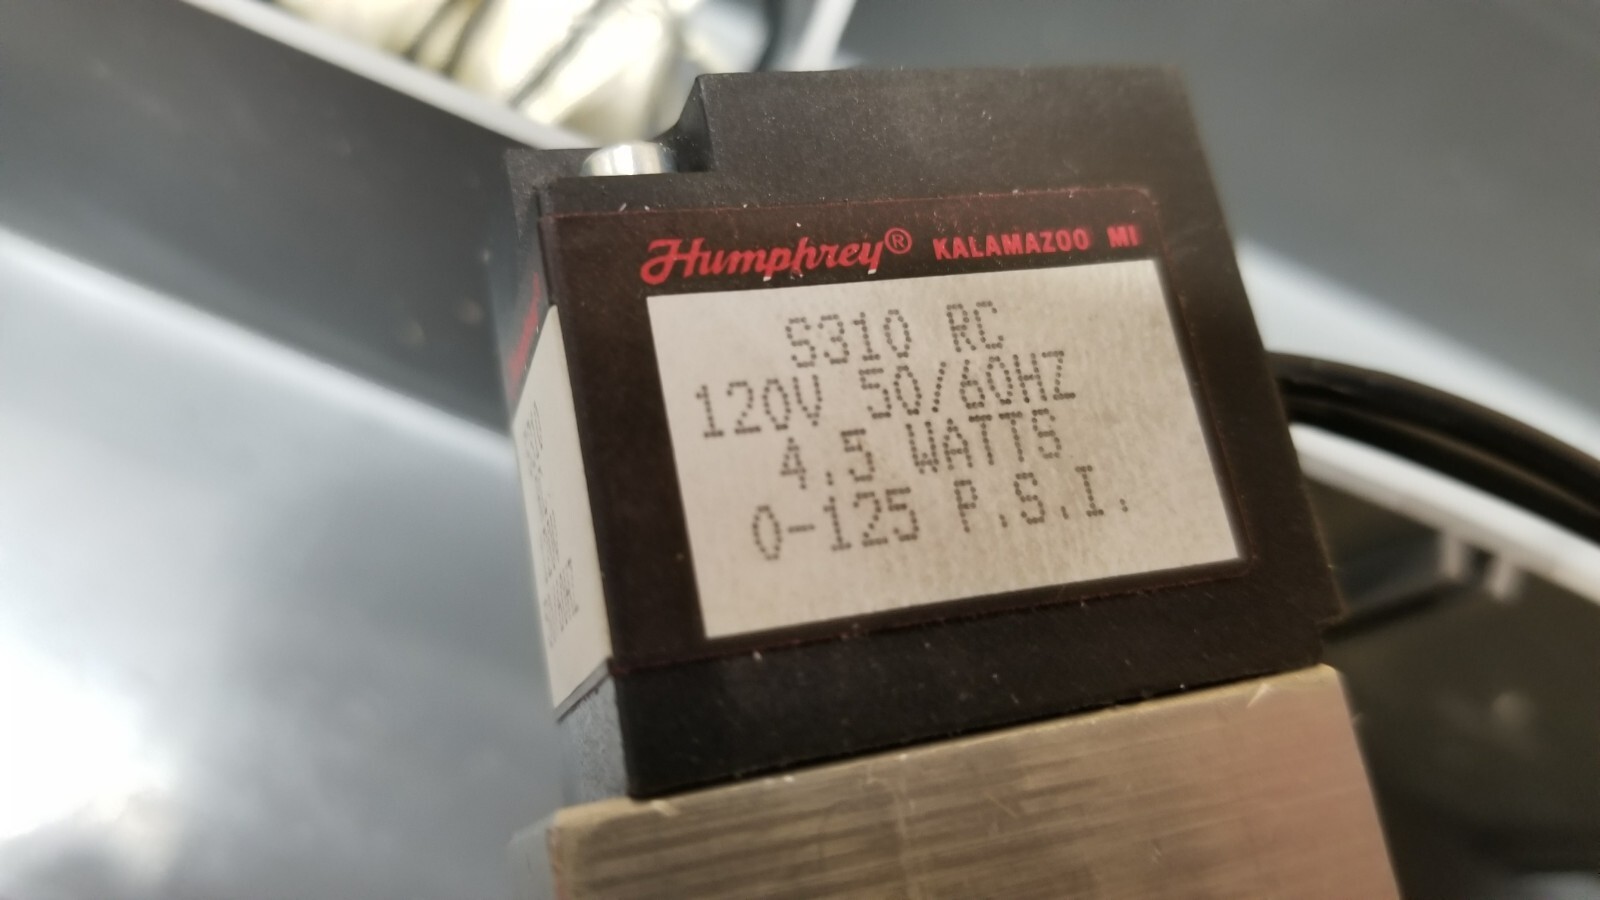 Humphrey® KALAMAZOO MI
S310 RC
120V 50/60HZ
4.5 WATTS
0-125 P.S.I.